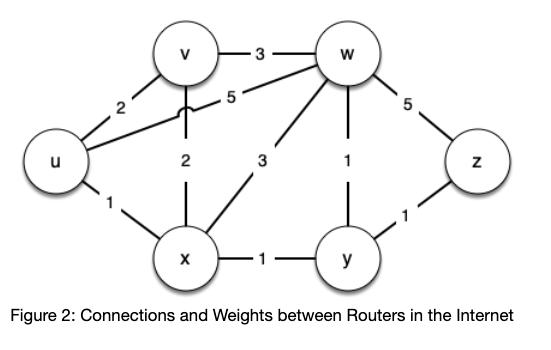 v 3 w
2 5 5
u 2 3 1 z
1 1
x 1 y
Figure 2: Connections and Weights between Routers in the Internet